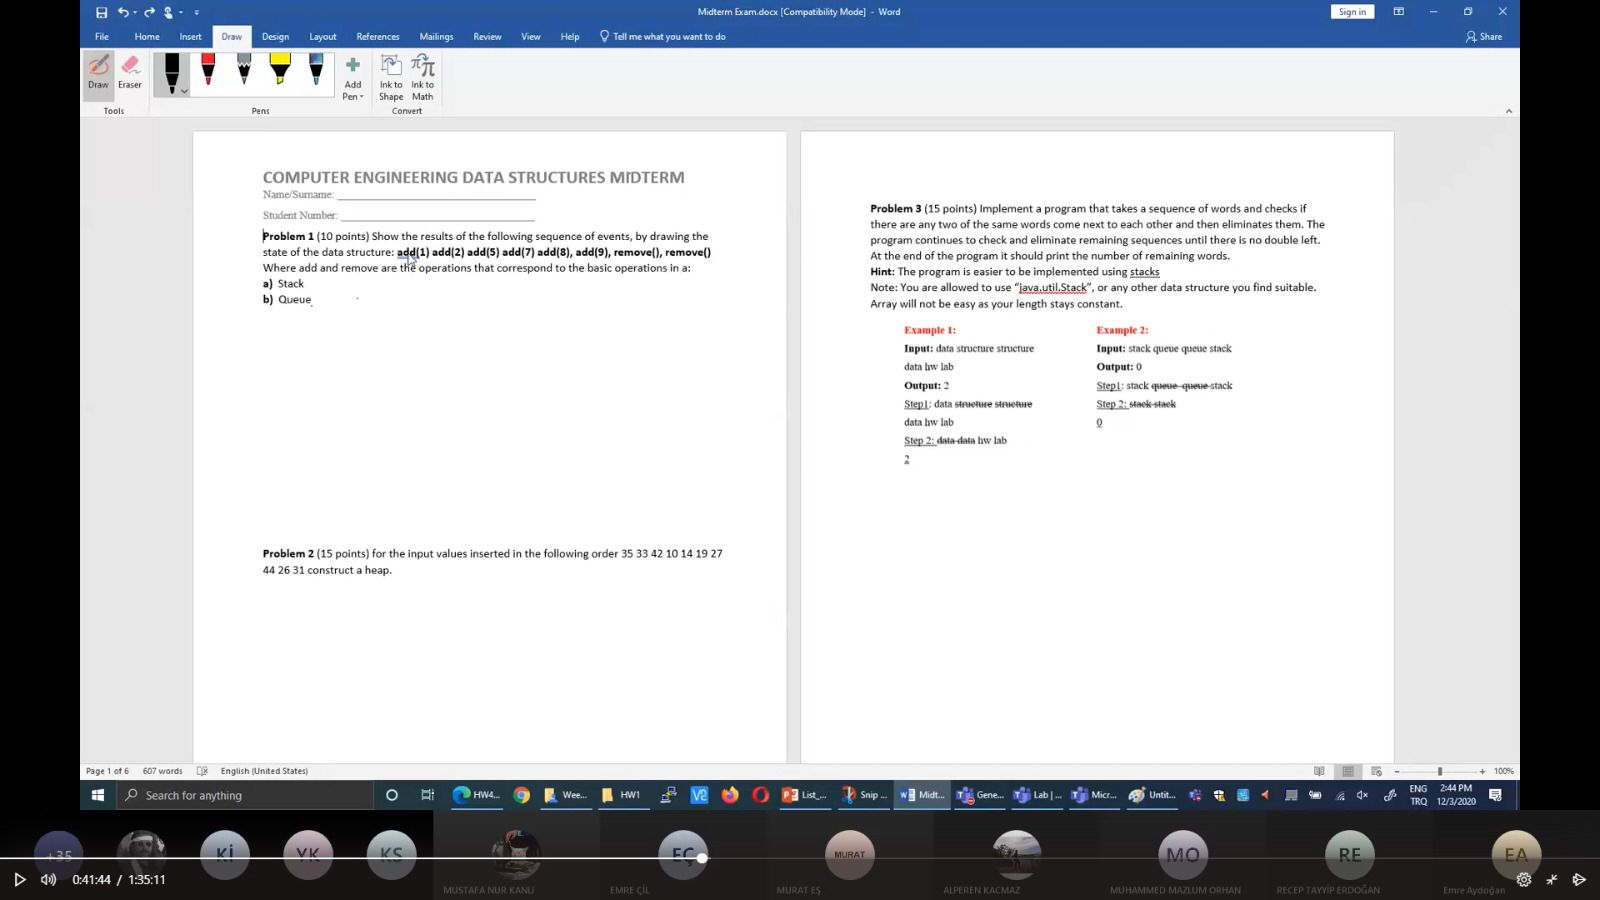 Midterm Exam.docx [Compatibility Mode] - Word
Sign in
File Home Insert Draw Design Layout References Mailings Review View Help Tell me what you want to do
Share
Draw Eraser
Add Pen
Ink to Shape
Ink to Math
Tools Pens Convert
COMPUTER ENGINEERING DATA STRUCTURES MIDTERM
Name/Surname: ____________________
Student Number: ____________________
Problem 1 (10 points) Show the results of the following sequence of events, by drawing the
state of the data structure: add(1) add(2) add(5) add(7) add(8), add(9), remove(), remove()
Where add and remove are the operations that correspond to the basic operations in a:
a) Stack
b) Queue
Problem 2 (15 points) for the input values inserted in the following order 35 33 42 10 14 19 27
44 26 31 construct a heap.
Problem 3 (15 points) Implement a program that takes a sequence of words and checks if
there are any two of the same words come next to each other and then eliminates them. The
program continues to check and eliminate remaining sequences until there is no double left.
At the end of the program it should print the number of remaining words.
Hint: The program is easier to be implemented using stacks
Note: You are allowed to use “java.util.Stack”, or any other data structure you find suitable.
Array will not be easy as your length stays constant.
Example 1:
Input: data structure structure
data hw lab
Output: 2
Step1: data structure structure
data hw lab
Step 2: data data hw lab
2
Example 2:
Input: stack queue queue stack
Output: 0
Step1: stack queue queue stack
Step 2: stack stack
0
Page 1 of 6 607 words English (United States)
100%
Search for anything
HW4... Wee... HW1 List_... Snip ... Midt... Gene... Lab | ... Micr... Untit...
ENG
TRQ
2:44 PM
12/3/2020
+35 Kİ YK KS EÇ MURAT MO RE EA
MUSTAFA NUR KANLI EMRE ÇİL MURAT EŞ ALPEREN KACMAZ MUHAMMED MAZLUM ORHAN RECEP TAYYİP ERDOĞAN Emre Aydoğan
0:41:44 / 1:35:11